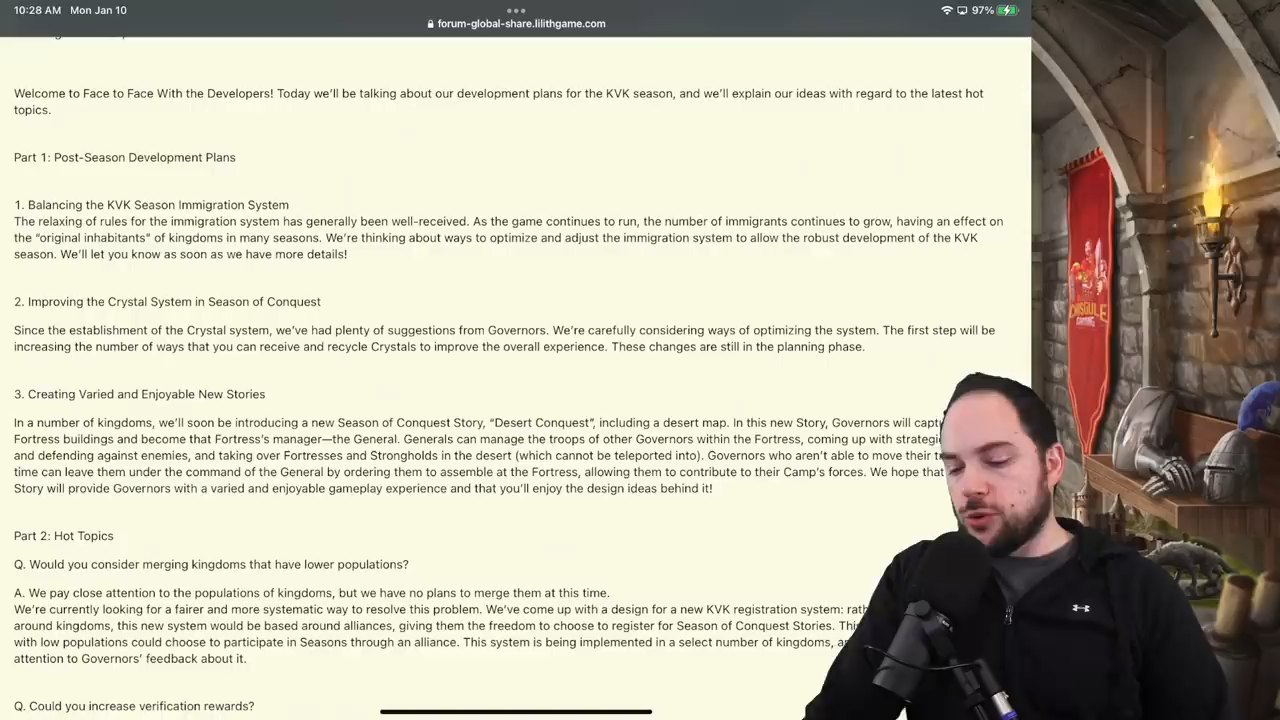 10:28 AM Mon Jan 10
97%
forum-global-share.lilithgame.com
Welcome to Face to Face With the Developers! Today we'll be talking about our development plans for the KVK season, and we'll explain our ideas with regard to the latest hot
topics.
Part 1: Post-Season Development Plans
1. Balancing the KVK Season Immigration System
The relaxing of rules for the immigration system has generally been well-received. As the game continues to run, the number of immigrants continues to grow, having an effect on
the “original inhabitants” of kingdoms in many seasons. We're thinking about ways to optimize and adjust the immigration system to allow the robust development of the KVK
season. We'll let you know as soon as we have more details!
2. Improving the Crystal System in Season of Conquest
Since the establishment of the Crystal system, we've had plenty of suggestions from Governors. We're carefully considering ways of optimizing the system. The first step will be
increasing the number of ways that you can receive and recycle Crystals to improve the overall experience. These changes are still in the planning phase.
3. Creating Varied and Enjoyable New Stories
In a number of kingdoms, we'll soon be introducing a new Season of Conquest Story, “Desert Conquest”, including a desert map. In this new Story, Governors will
Fortress buildings and become that Fortress's manager—the General. Generals can manage the troops of other Governors within the Fortress, coming up with
and defending against enemies, and taking over Fortresses and Strongholds in the desert (which cannot be teleported into). Governors who aren't able to move their
time can leave them under the command of the General by ordering them to assemble at the Fortress, allowing them to contribute to their Camp's forces. We hope that
Story will provide Governors with a varied and enjoyable gameplay experience and that you'll enjoy the design ideas behind it!
Part 2: Hot Topics
Q. Would you consider merging kingdoms that have lower populations?
A. We pay close attention to the populations of kingdoms, but we have no plans to merge them at this time.
We're currently looking for a fairer and more systematic way to resolve this problem. We've come up with a design for a new KVK registration system:
around kingdoms, this new system would be based around alliances, giving them the freedom to choose to register for Season of Conquest Stories.
with low populations could choose to participate in Seasons through an alliance. This system is being implemented in a select number of kingdoms,
attention to Governors' feedback about it.
Q. Could you increase verification rewards?
CHISGULE
GAMING